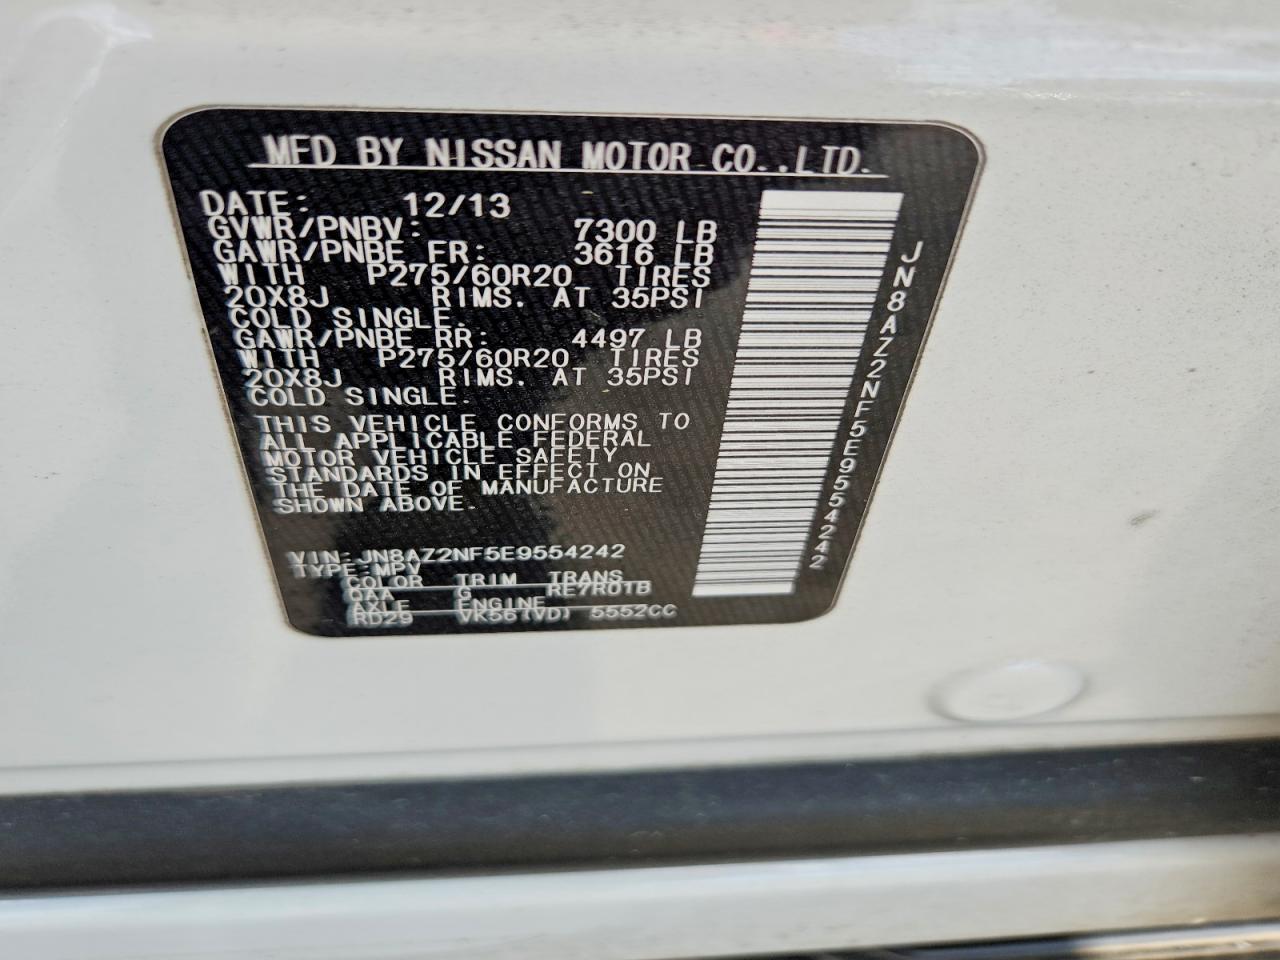 MFD BY NISSAN MOTOR CO.,LTD.
DATE: 12/13
GVWR/PNBV: 7300 LB
GAWR/PNBE FR: 3616 LB
WITH P275/60R20 TIRES
20X8J RIMS. AT 35PSI
COLD SINGLE.
GAWR/PNBE RR: 4497 LB
WITH P275/60R20 TIRES
20X8J RIMS. AT 35PSI
COLD SINGLE.
THIS VEHICLE CONFORMS TO
ALL APPLICABLE FEDERAL
MOTOR VEHICLE SAFETY
STANDARDS IN EFFECT ON
THE DATE OF MANUFACTURE
SHOWN ABOVE.
VIN:JN8AZ2NF5E9554242
TYPE:MPV
COLOR TRIM TRANS
QAA G RE7R01B
AXLE ENGINE
RD29 VK56(VD) 5552CC
JN8AZ2NF5E9554242